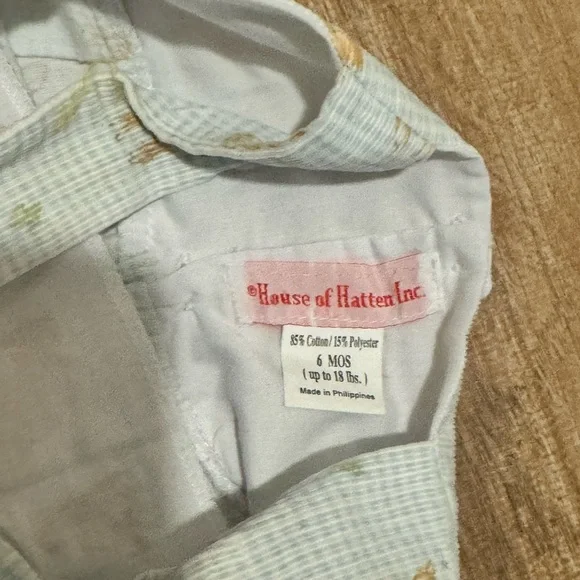 ©House of Hatten Inc.
85% Cotton / 15% Polyester
6 MOS
( up to 18 lbs. )
Made in Philippines